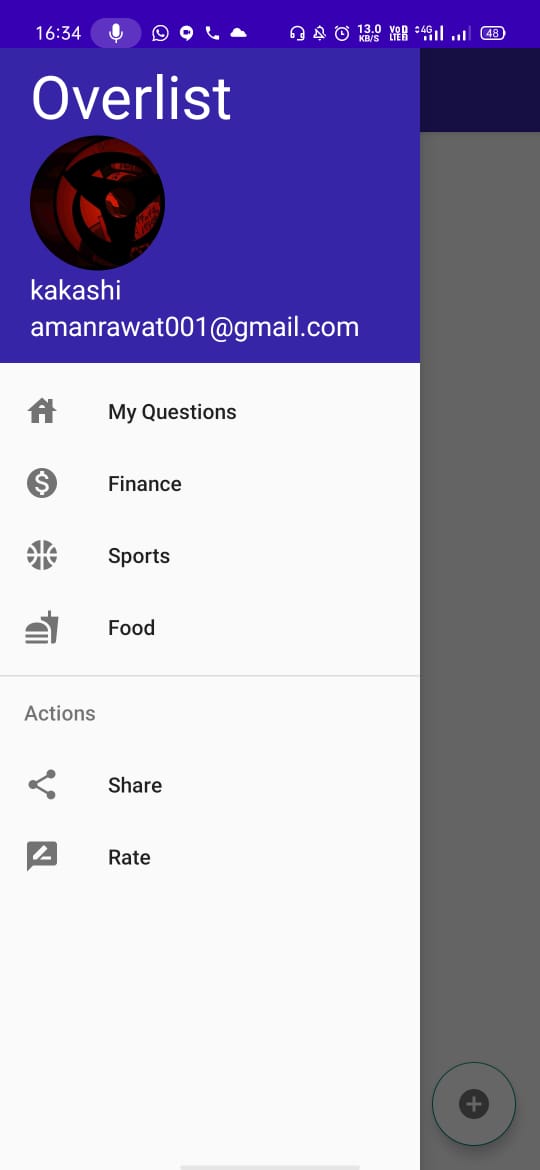 16:34 13.0 KB/S VoD LTE 4G 48
Overlist
kakashi
amanrawat001@gmail.com
My Questions
Finance
Sports
Food
Actions
Share
Rate